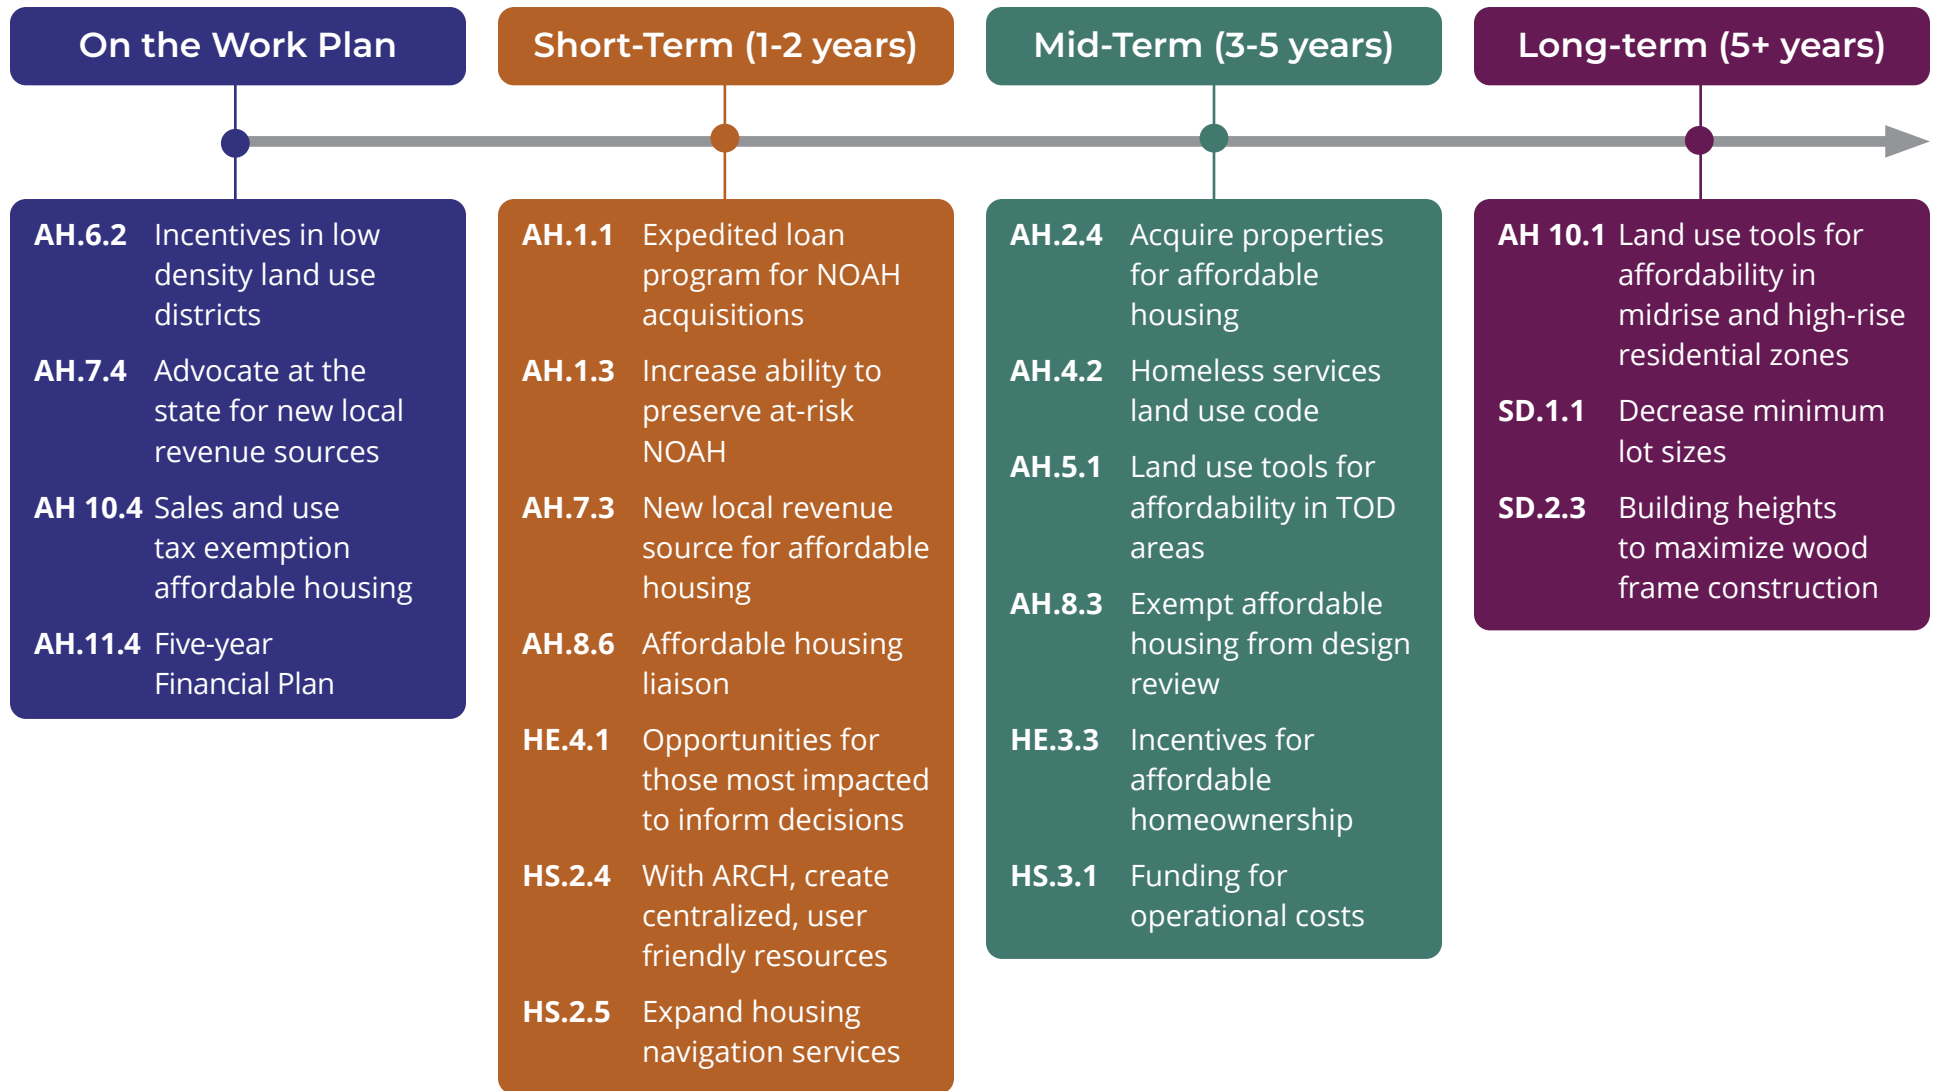 On the Work Plan
AH.6.2 Incentives in low
density land use
districts
AH.7.4 Advocate at the
state for new local
revenue sources
AH 10.4 Sales and use
tax exemption
affordable housing
AH.11.4 Five-year
Financial Plan
Short-Term (1-2 years)
AH.1.1 Expedited loan
program for NOAH
acquisitions
AH.1.3 Increase ability to
preserve at-risk
NOAH
AH.7.3 New local revenue
source for affordable
housing
AH.8.6 Affordable housing
liaison
HE.4.1 Opportunities for
those most impacted
to inform decisions
HS.2.4 With ARCH, create
centralized, user
friendly resources
HS.2.5 Expand housing
navigation services
Mid-Term (3-5 years)
AH.2.4 Acquire properties
for affordable
housing
AH.4.2 Homeless services
land use code
AH.5.1 Land use tools for
affordability in TOD
areas
AH.8.3 Exempt affordable
housing from design
review
HE.3.3 Incentives for
affordable
homeownership
HS.3.1 Funding for
operational costs
Long-term (5+ years)
AH 10.1 Land use tools for
affordability in
midrise and high-rise
residential zones
SD.1.1 Decrease minimum
lot sizes
SD.2.3 Building heights
to maximize wood
frame construction